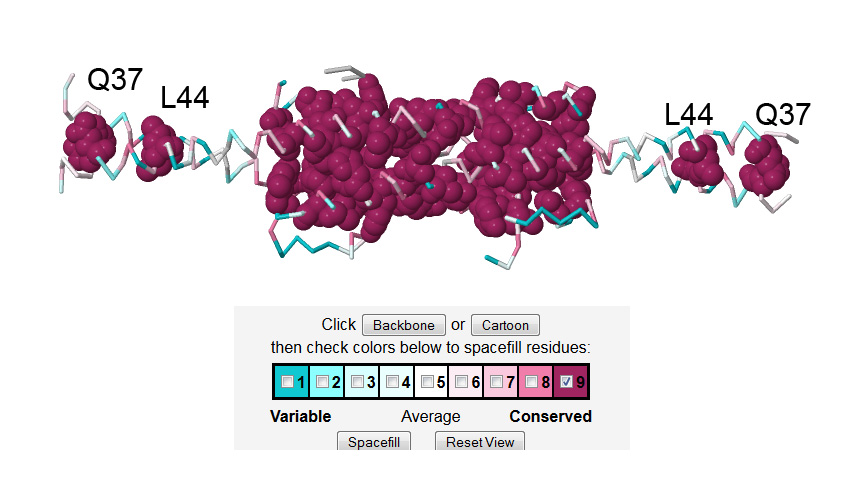 Q37
L44
L44
Q37
Click Backbone or Cartoon
then check colors below to spacefill residues:
1 2 3 4 5 6 7 8 9
Variable Average Conserved
Spacefill Reset View